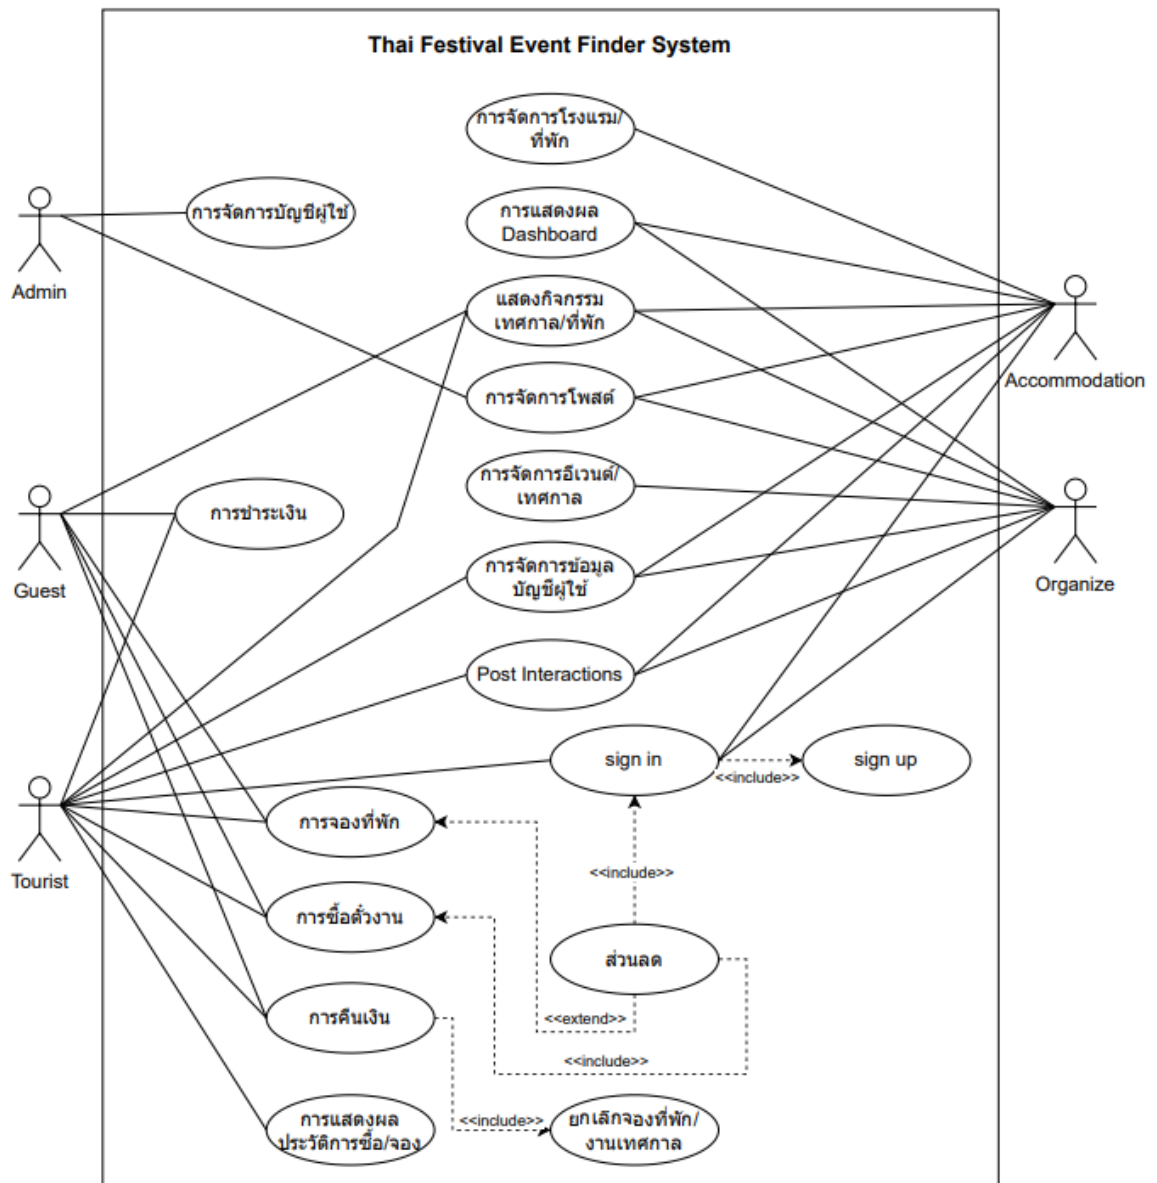 Thai Festival Event Finder System
การจัดการโรงแรม/
ที่พัก
การจัดการบัญชีผู้ใช้
การแสดงผล
Dashboard
Admin
แสดงกิจกรรม
เทศกาล/ที่พัก
Accommodation
การจัดการโพสต์
การจัดการอีเวนต์/
เทศกาล
การชำระเงิน
Guest
การจัดการข้อมูล
บัญชีผู้ใช้
Organize
Post Interactions
sign in
<<include>>
sign up
การจองที่พัก
Tourist
<<include>>
การซื้อตั๋วงาน
ส่วนลด
การคืนเงิน
<<extend>>
<<include>>
การแสดงผล
ประวัติการซื้อ/จอง
<<include>>
ยกเลิกจองที่พัก/
งานเทศกาล